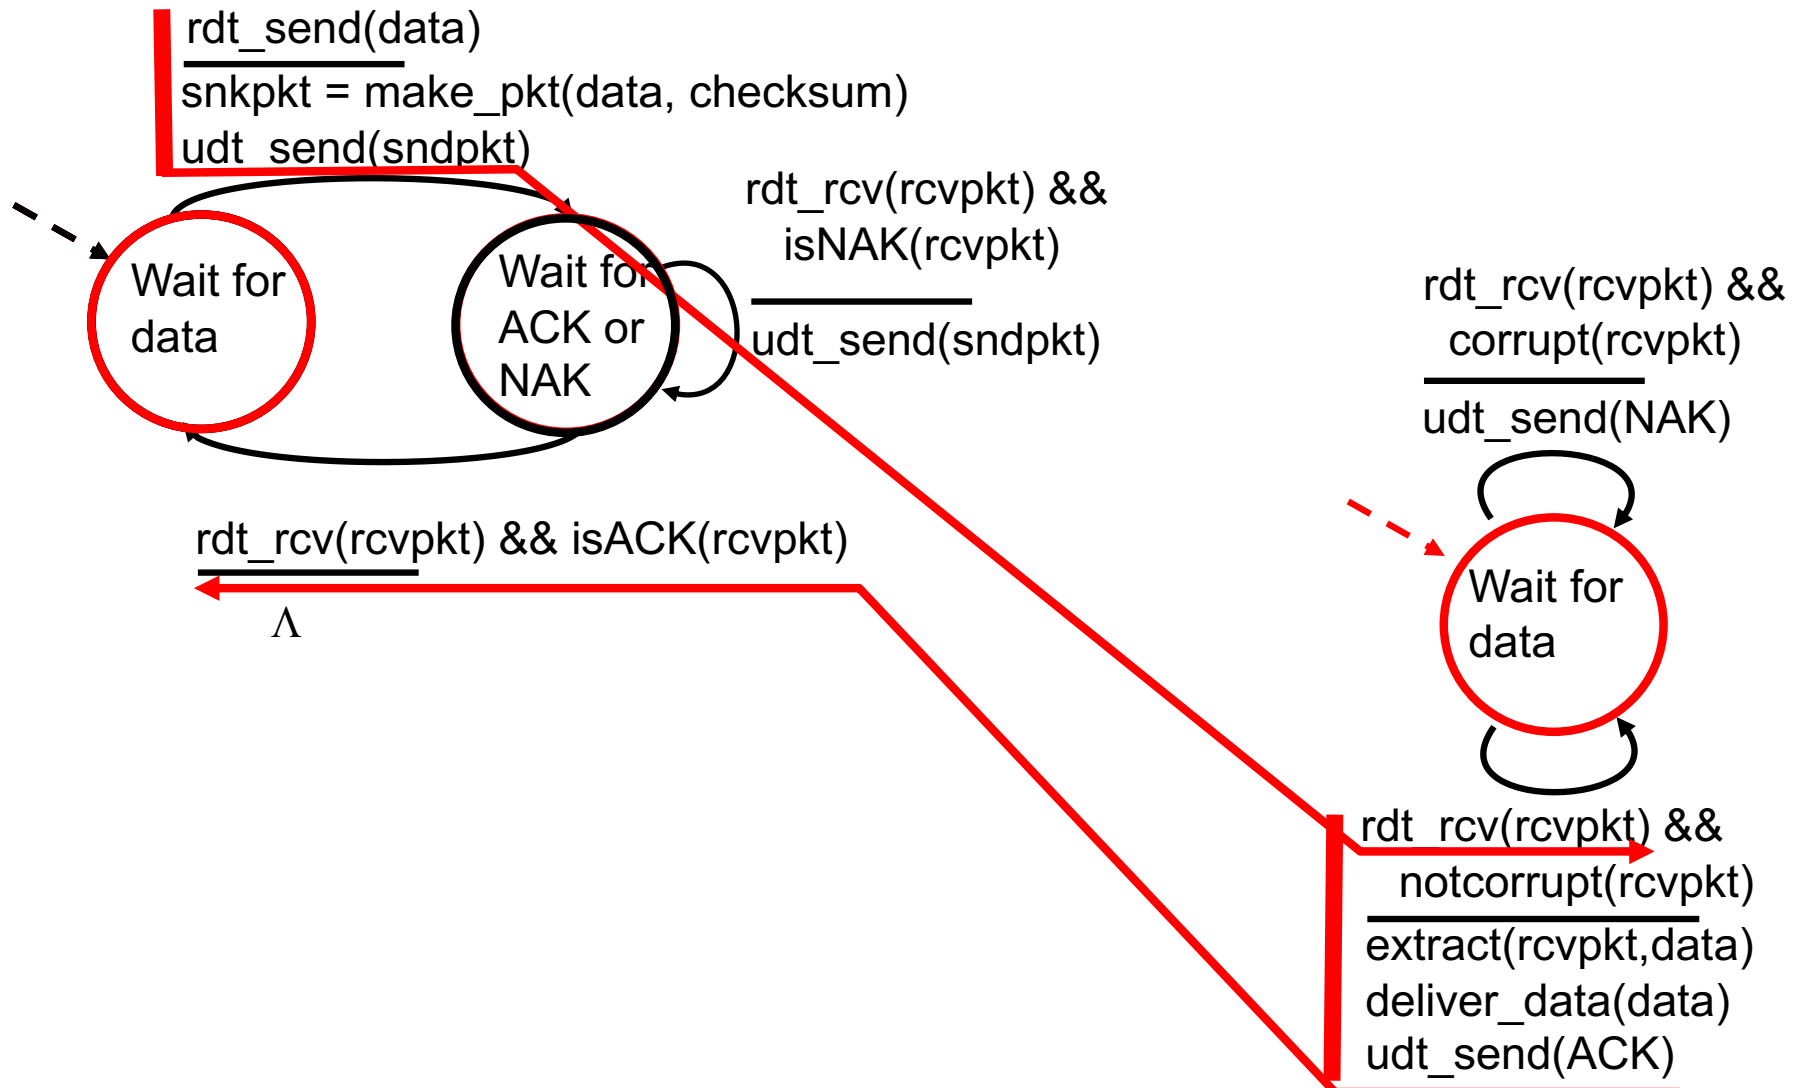 rdt_send(data)
snkpkt = make_pkt(data, checksum)
udt_send(sndpkt)
Wait for
data
Wait for
ACK or
NAK
rdt_rcv(rcvpkt) &&
isNAK(rcvpkt)
udt_send(sndpkt)
rdt_rcv(rcvpkt) && isACK(rcvpkt)
Λ
rdt_rcv(rcvpkt) &&
corrupt(rcvpkt)
udt_send(NAK)
Wait for
data
rdt_rcv(rcvpkt) &&
notcorrupt(rcvpkt)
extract(rcvpkt,data)
deliver_data(data)
udt_send(ACK)